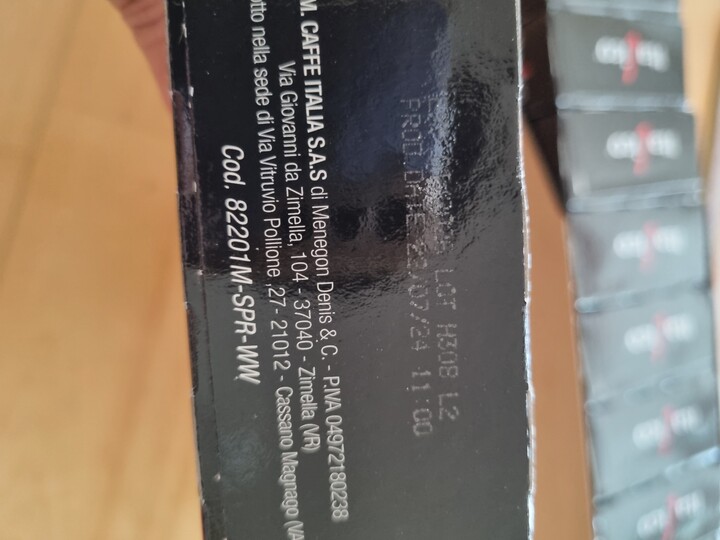 M. CAFFE ITALIA S.A.S di Menegon Denis & C. - P.IVA 04972180238
Via Giovanni da Zimella, 104 - 37040 - Zimella (VR)
otto nella sede di Via Vitruvio Pollione ,27- 21012 - Cassano Magnago (VA
Cod. 82201M-SPR-WW
LOT H308 L2
PROD.DATE /07/24 11:00